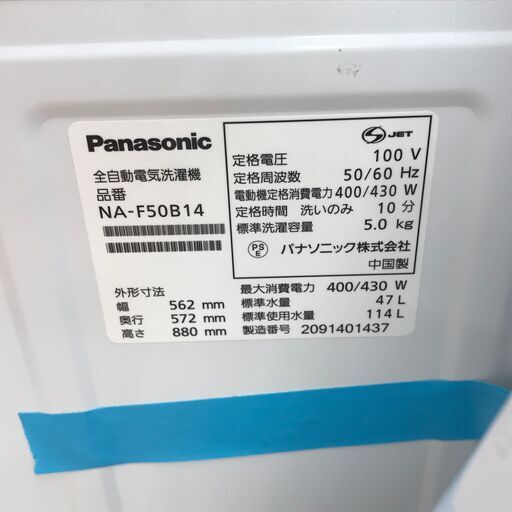 Panasonic
全自動電気洗濯機
品番
NA-F50B14
外形寸法
幅 562 mm
奥行 572 mm
高さ 880 mm
S JET
定格電圧 100 V
定格周波数 50/60 Hz
電動機定格消費電力 400/430 W
定格時間 洗いのみ 10 分
標準洗濯容量 5.0 kg
PS E パナソニック株式会社
中国製
最大消費電力 400/430 W
標準水量 47 L
標準使用水量 114 L
製造番号 2091401437